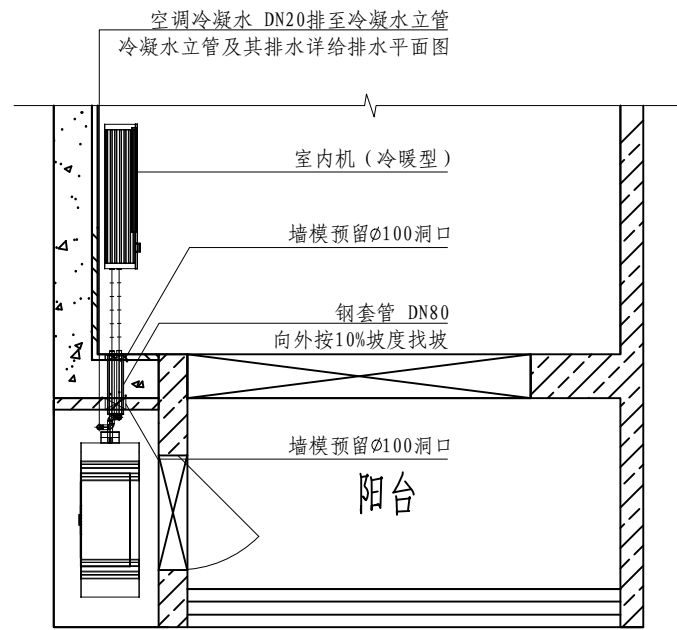 空调冷凝水 DN20排至冷凝水立管
冷凝水立管及其排水详给排水平面图
室内机（冷暖型）
墙模预留Ø100洞口
钢套管 DN80
向外按10%坡度找坡
墙模预留Ø100洞口
阳台